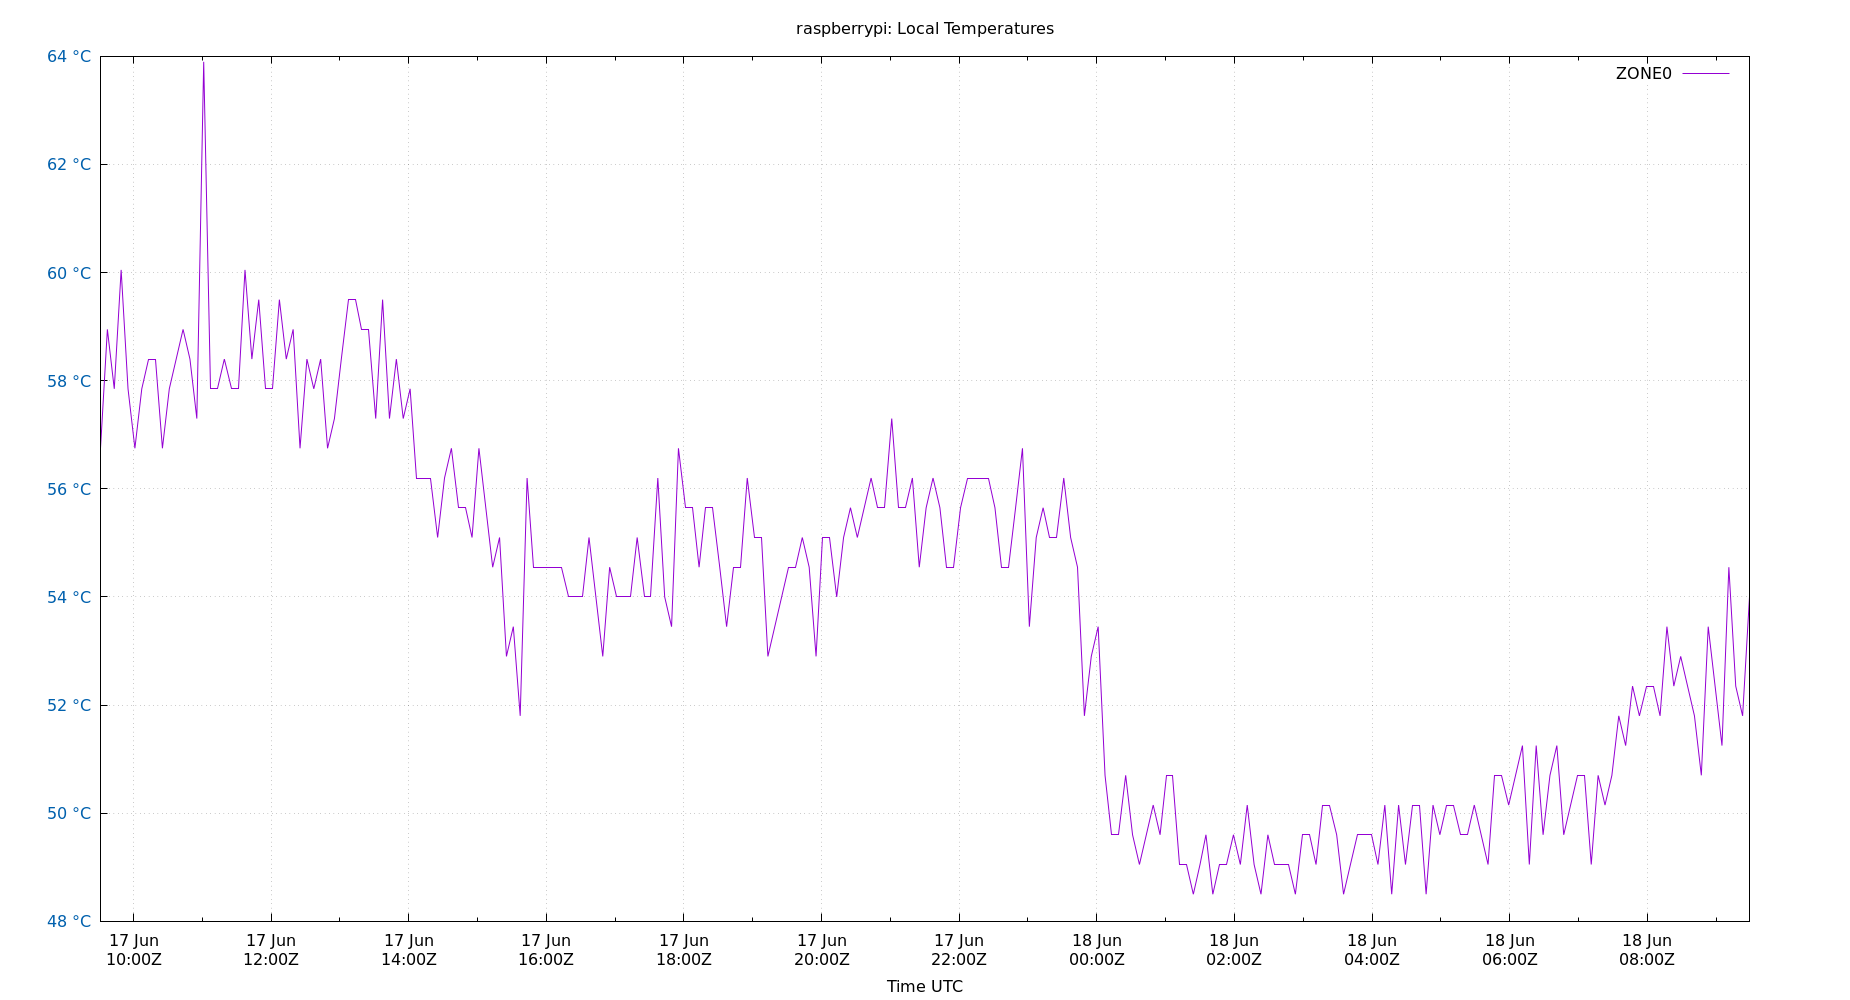 raspberrypi: Local Temperatures
ZONE0
64 °C
62 °C
60 °C
58 °C
56 °C
54 °C
52 °C
50 °C
48 °C
17 Jun 17 Jun 17 Jun 17 Jun 17 Jun 17 Jun 17 Jun 18 Jun 18 Jun 18 Jun 18 Jun 18 Jun
10:00Z 12:00Z 14:00Z 16:00Z 18:00Z 20:00Z 22:00Z 00:00Z 02:00Z 04:00Z 06:00Z 08:00Z
Time UTC